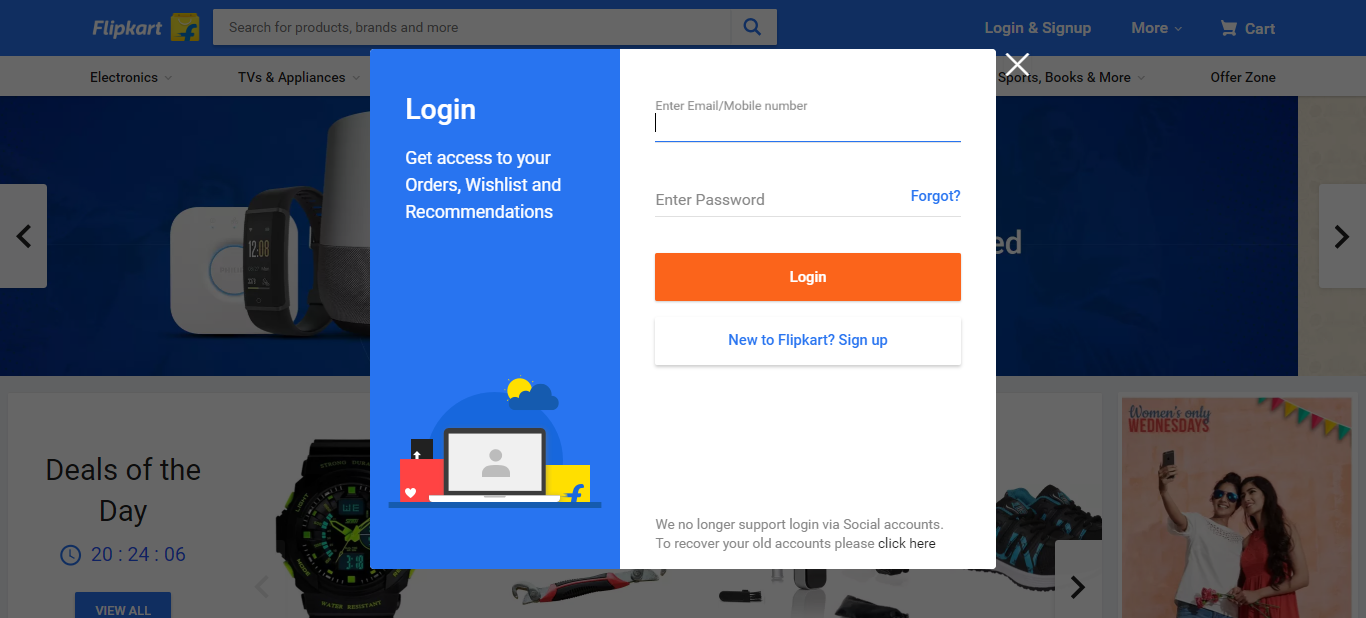 Flipkart
Search for products, brands and more
Login & Signup
More
Cart
Electronics
TVs & Appliances
Sports, Books & More
Offer Zone
Login
Get access to your
Orders, Wishlist and
Recommendations
Enter Email/Mobile number
Enter Password
Forgot?
Login
New to Flipkart? Sign up
We no longer support login via Social accounts.
To recover your old accounts please click here
12:08
ed
Deals of the
Day
20 : 24 : 06
VIEW ALL
WATER RESISTANT
Women's only
WEDNESDAYS